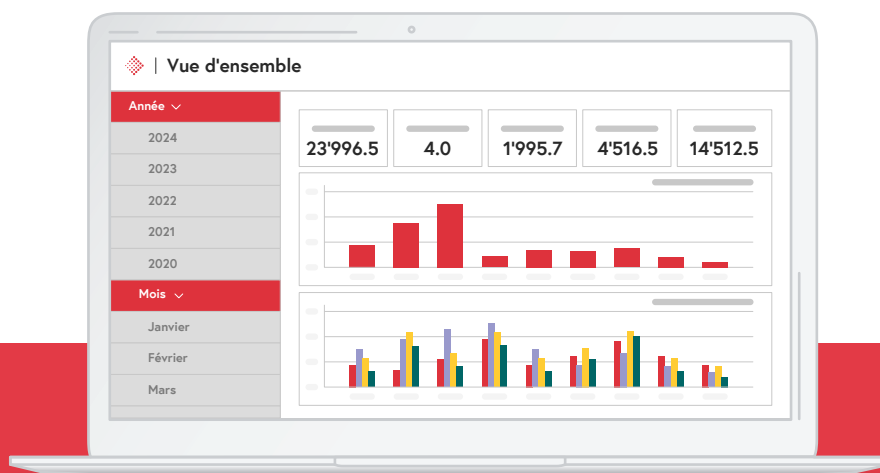 | Vue d'ensemble
Année
2024
2023
2022
2021
2020
Mois
Janvier
Février
Mars
23'996.5
4.0
1'995.7
4'516.5
14'512.5